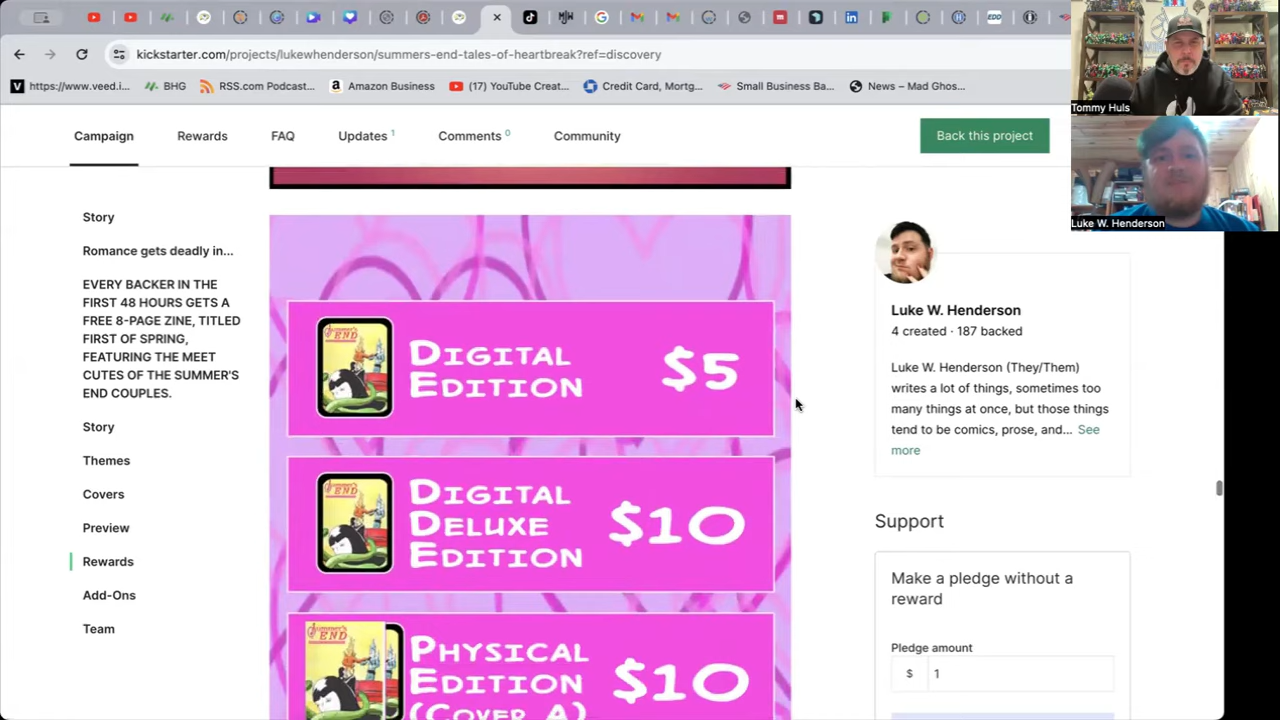 kickstarter.com/projects/lukewhenderson/summers-end-tales-of-heartbreak?ref=discovery
https://www.veed.i... BHG RSS.com Podcast... Amazon Business (17) YouTube Creat... Credit Card, Mortg... Small Business Ba... News – Mad Ghos...
Tommy Huls
Luke W. Henderson
Campaign Rewards FAQ Updates 1 Comments 0 Community Back this project
Story
Romance gets deadly in...
EVERY BACKER IN THE
FIRST 48 HOURS GETS A
FREE 8-PAGE ZINE, TITLED
FIRST OF SPRING,
FEATURING THE MEET
CUTES OF THE SUMMER'S
END COUPLES.
Story
Themes
Covers
Preview
Rewards
Add-Ons
Team
Summer's
END
DIGITAL
EDITION
$5
Summer's
END
DIGITAL
DELUXE
EDITION
$10
Summer's
END
PHYSICAL
EDITION
(COVER A)
$10
Luke W. Henderson
4 created · 187 backed
Luke W. Henderson (They/Them)
writes a lot of things, sometimes too
many things at once, but those things
tend to be comics, prose, and... See
more
Support
Make a pledge without a
reward
Pledge amount
$ 1